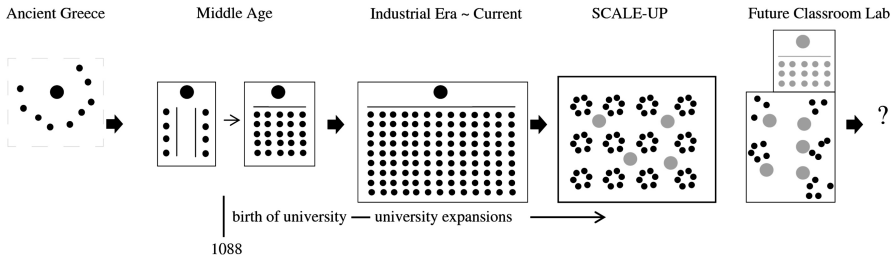 Ancient Greece
Middle Age
Industrial Era ~ Current
SCALE-UP
Future Classroom Lab
?
birth of university — university expansions
1088